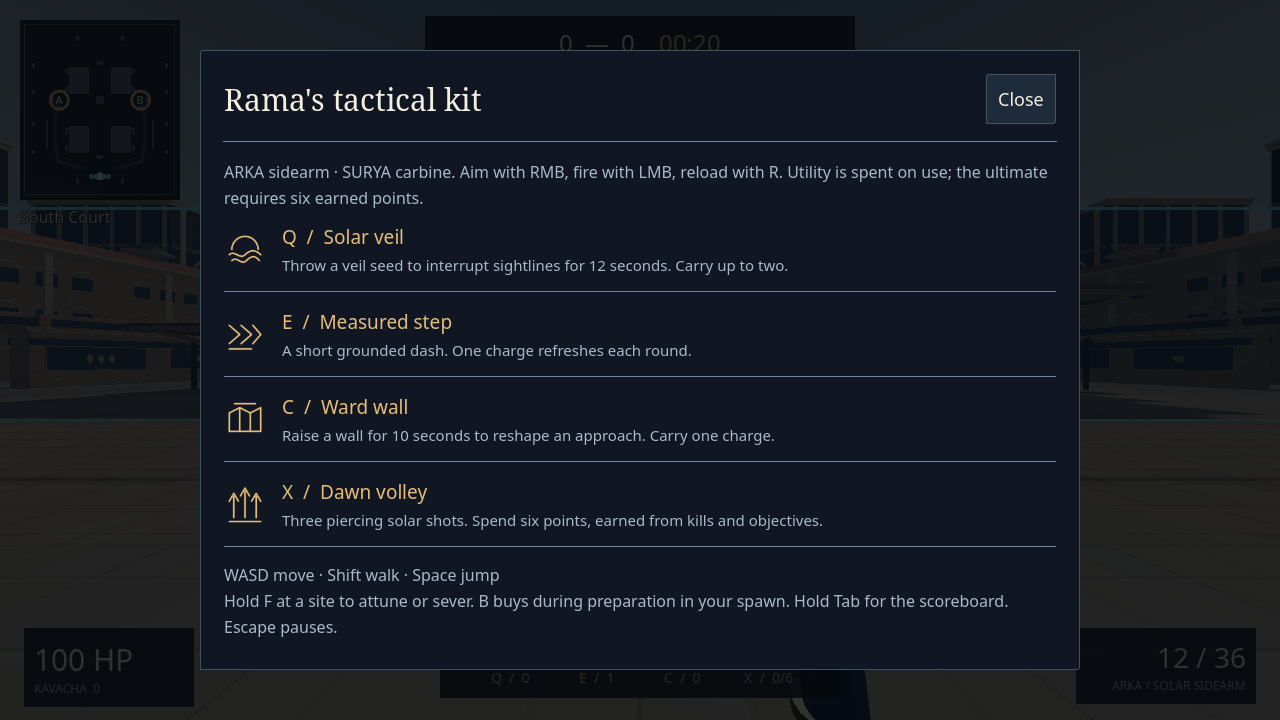 0 — 0 00:20
Rama's tactical kit
Close
ARKA sidearm · SURYA carbine. Aim with RMB, fire with LMB, reload with R. Utility is spent on use; the ultimate
requires six earned points.
A
B
South Court
Q / Solar veil
Throw a veil seed to interrupt sightlines for 12 seconds. Carry up to two.
E / Measured step
A short grounded dash. One charge refreshes each round.
C / Ward wall
Raise a wall for 10 seconds to reshape an approach. Carry one charge.
X / Dawn volley
Three piercing solar shots. Spend six points, earned from kills and objectives.
WASD move · Shift walk · Space jump
Hold F at a site to attune or sever. B buys during preparation in your spawn. Hold Tab for the scoreboard.
Escape pauses.
100 HP
KAVACHA 0
Q / 0 E / 1 C / 0 X / 0/6
12 / 36
ARKA / SOLAR SIDEARM